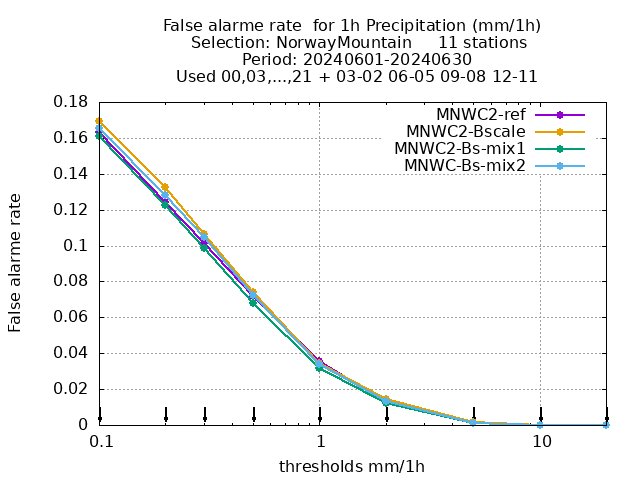 False alarme rate  for 1h Precipitation (mm/1h)
Selection: NorwayMountain     11 stations
Period: 20240601-20240630
Used 00,03,...,21 + 03-02 06-05 09-08 12-11
MNWC2-ref
MNWC2-Bscale
MNWC2-Bs-mix1
MNWC-Bs-mix2
False alarme rate
0.18
0.16
0.14
0.12
0.1
0.08
0.06
0.04
0.02
0
0.1
1
10
thresholds mm/1h